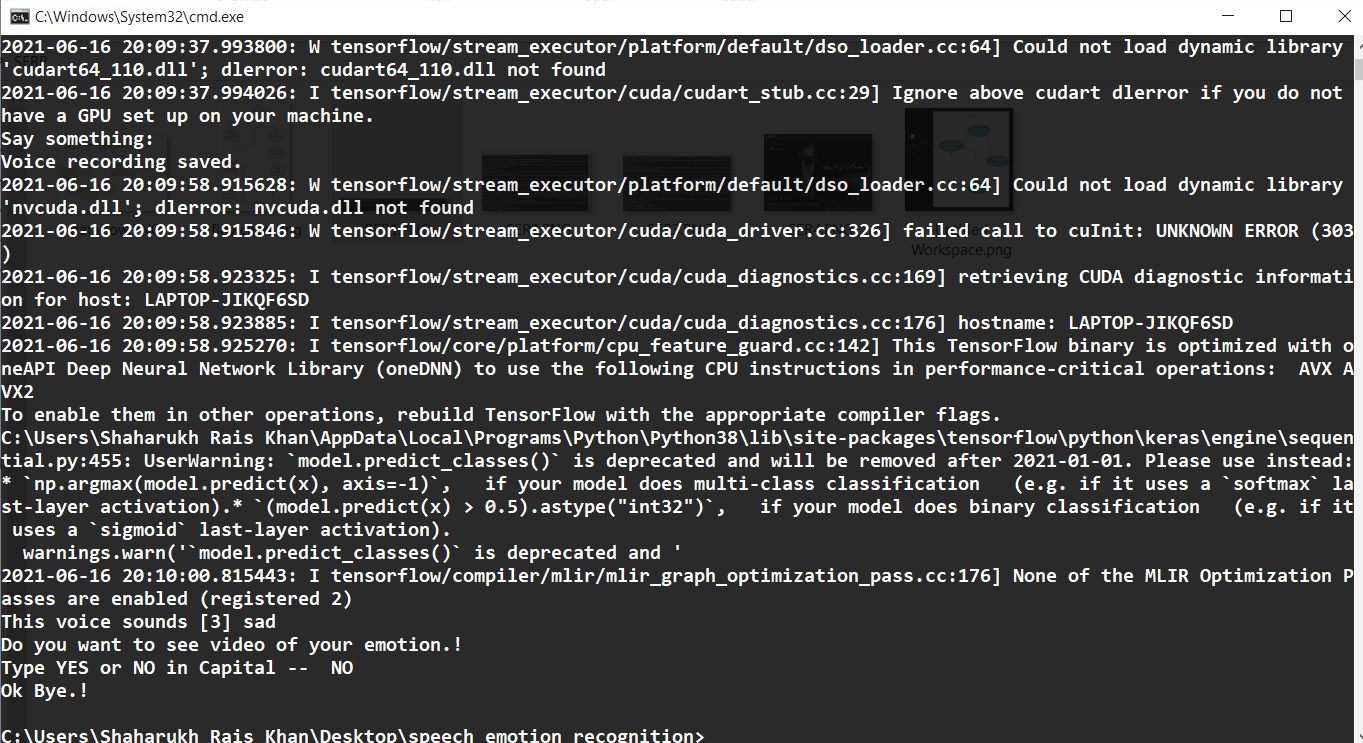 C:\Windows\System32\cmd.exe
2021-06-16 20:09:37.993800: W tensorflow/stream_executor/platform/default/dso_loader.cc:64] Could not load dynamic library
'cudart64_110.dll'; dlerror: cudart64_110.dll not found
2021-06-16 20:09:37.994026: I tensorflow/stream_executor/cuda/cudart_stub.cc:29] Ignore above cudart dlerror if you do not
have a GPU set up on your machine.
Say something:
Voice recording saved.
2021-06-16 20:09:58.915628: W tensorflow/stream_executor/platform/default/dso_loader.cc:64] Could not load dynamic library
'nvcuda.dll'; dlerror: nvcuda.dll not found
2021-06-16 20:09:58.915846: W tensorflow/stream_executor/cuda/cuda_driver.cc:326] failed call to cuInit: UNKNOWN ERROR (303
)
Workspace.png
2021-06-16 20:09:58.923325: I tensorflow/stream_executor/cuda/cuda_diagnostics.cc:169] retrieving CUDA diagnostic informati
on for host: LAPTOP-JIKQF6SD
2021-06-16 20:09:58.923885: I tensorflow/stream_executor/cuda/cuda_diagnostics.cc:176] hostname: LAPTOP-JIKQF6SD
2021-06-16 20:09:58.925270: I tensorflow/core/platform/cpu_feature_guard.cc:142] This TensorFlow binary is optimized with o
neAPI Deep Neural Network Library (oneDNN) to use the following CPU instructions in performance-critical operations:  AVX A
VX2
To enable them in other operations, rebuild TensorFlow with the appropriate compiler flags.
C:\Users\Shaharukh Rais Khan\AppData\Local\Programs\Python\Python38\lib\site-packages\tensorflow\python\keras\engine\sequen
tial.py:455: UserWarning: `model.predict_classes()` is deprecated and will be removed after 2021-01-01. Please use instead:
* `np.argmax(model.predict(x), axis=-1)`,   if your model does multi-class classification   (e.g. if it uses a `softmax` la
st-layer activation).* `(model.predict(x) > 0.5).astype("int32")`,   if your model does binary classification   (e.g. if it
 uses a `sigmoid` last-layer activation).
  warnings.warn('`model.predict_classes()` is deprecated and '
2021-06-16 20:10:00.815443: I tensorflow/compiler/mlir/mlir_graph_optimization_pass.cc:176] None of the MLIR Optimization P
asses are enabled (registered 2)
This voice sounds [3] sad
Do you want to see video of your emotion.!
Type YES or NO in Capital --  NO
Ok Bye.!
C:\Users\Shaharukh Rais Khan\Desktop\speech emotion recognition>